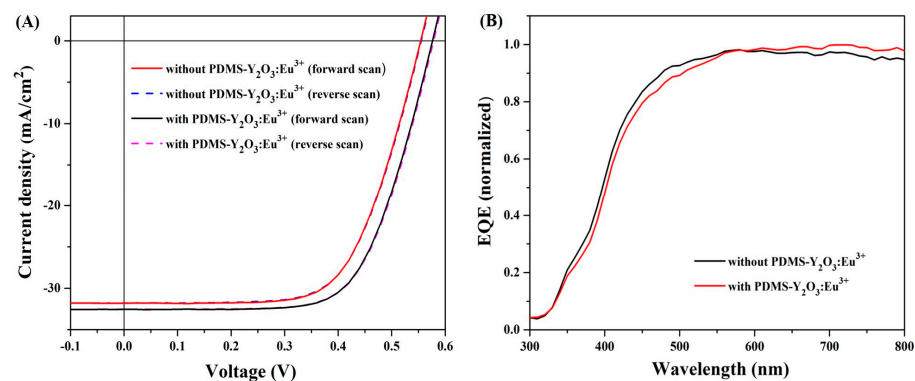 (A)
0
-10
-20
-30
Current density (mA/cm²)
without PDMS-Y₂O₃:Eu³⁺ (forward scan)
without PDMS-Y₂O₃:Eu³⁺ (reverse scan)
with PDMS-Y₂O₃:Eu³⁺ (forward scan)
with PDMS-Y₂O₃:Eu³⁺ (reverse scan)
-0.1 0.0 0.1 0.2 0.3 0.4 0.5 0.6
Voltage (V)
(B)
1.0
0.8
0.6
0.4
0.2
0.0
EQE (normalized)
without PDMS-Y₂O₃:Eu³⁺
with PDMS-Y₂O₃:Eu³⁺
300 400 500 600 700 800
Wavelength (nm)